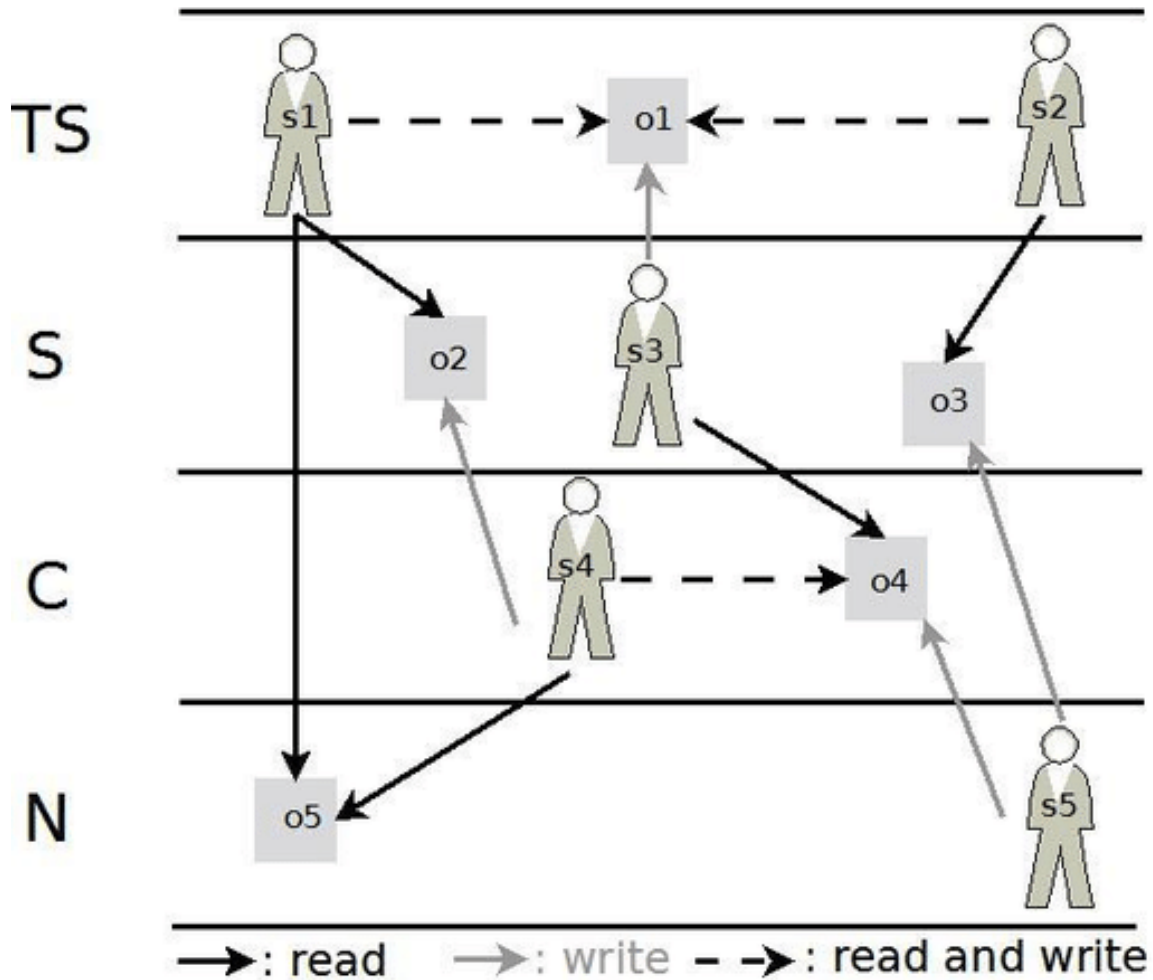 TS
s1
o1
s2
S
o2
s3
o3
C
s4
o4
N
o5
s5
: read : write : read and write